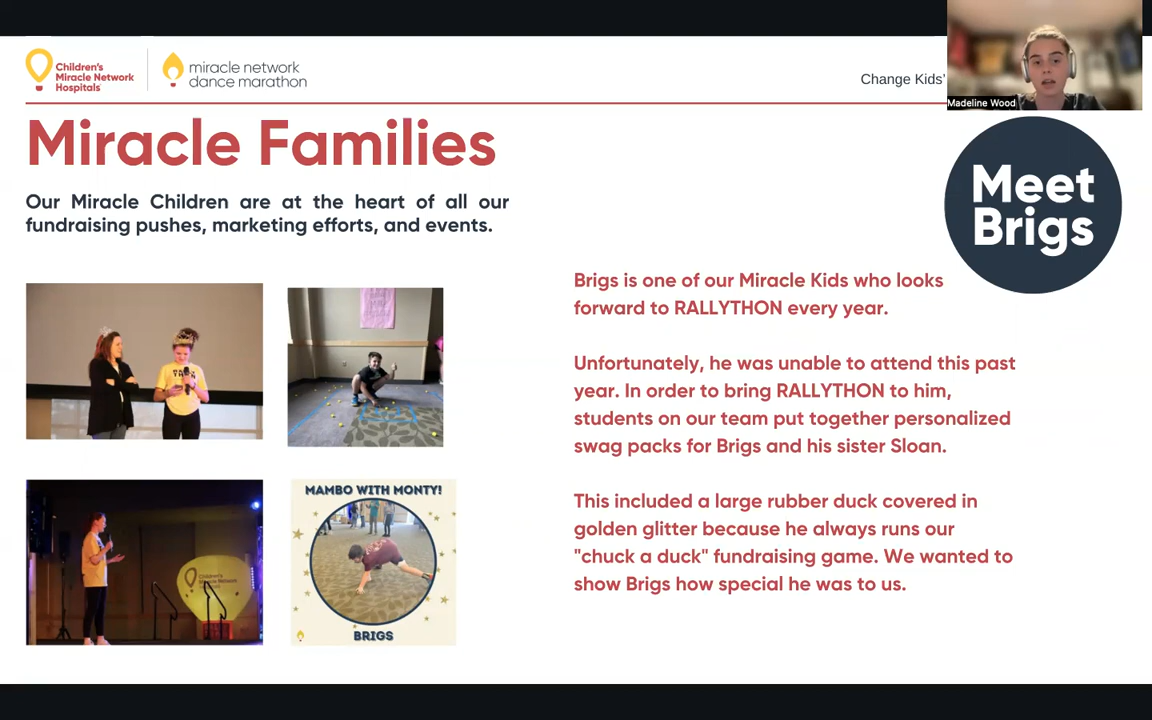 Children's
Miracle Network
Hospitals
miracle network
dance marathon
Change Kids'
Madeline Wood
Miracle Families
Meet
Brigs
Our Miracle Children are at the heart of all our
fundraising pushes, marketing efforts, and events.
Brigs is one of our Miracle Kids who looks
forward to RALLYTHON every year.
Unfortunately, he was unable to attend this past
year. In order to bring RALLYTHON to him,
students on our team put together personalized
swag packs for Brigs and his sister Sloan.
This included a large rubber duck covered in
golden glitter because he always runs our
"chuck a duck" fundraising game. We wanted to
show Brigs how special he was to us.
Children's
Miracle Network
MAMBO WITH MONTY!
BRIGS